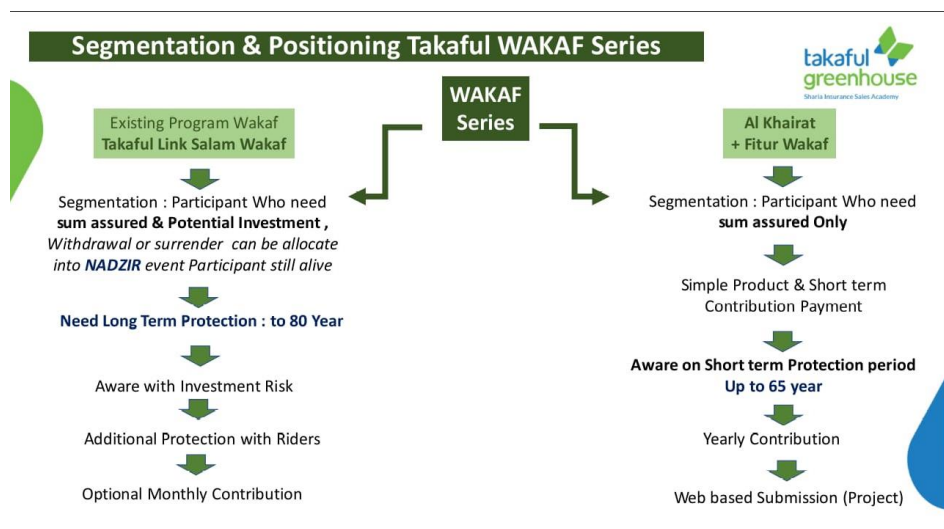 Segmentation & Positioning Takaful WAKAF Series
takaful
greenhouse
Sharia Insurance Sales Academy
WAKAF
Series
Existing Program Wakaf
Takaful Link Salam Wakaf
Segmentation : Participant Who need
sum assured & Potential Investment ,
Withdrawal or surrender can be allocate
into NADZIR event Participant still alive
Need Long Term Protection : to 80 Year
Aware with Investment Risk
Additional Protection with Riders
Optional Monthly Contribution
Al Khairat
+ Fitur Wakaf
Segmentation : Participant Who need
sum assured Only
Simple Product & Short term
Contribution Payment
Aware on Short term Protection period
Up to 65 year
Yearly Contribution
Web based Submission (Project)